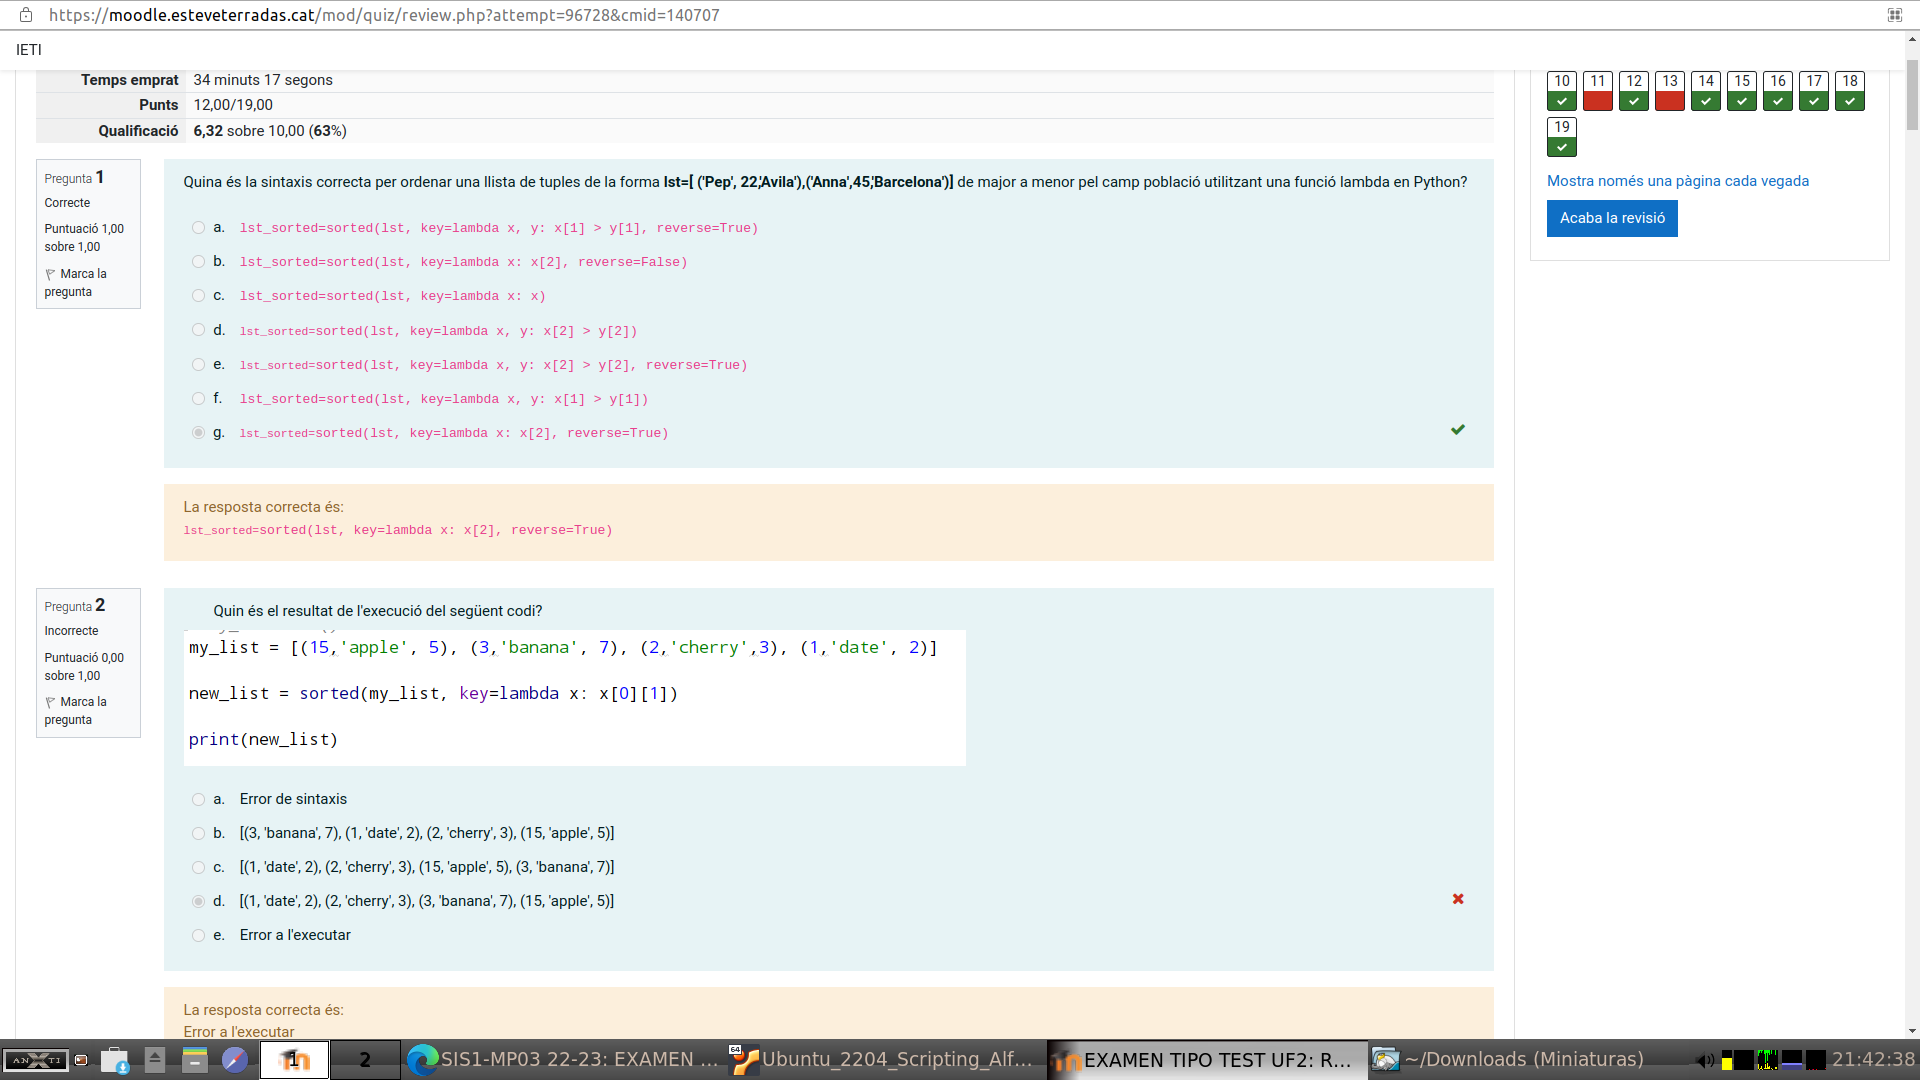 https://moodle.esteveterradas.cat/mod/quiz/review.php?attempt=96728&cmid=140707
IETI
Temps emprat 34 minuts 17 segons
Punts 12,00/19,00
Qualificació 6,32 sobre 10,00 (63%)
10 11 12 13 14 15 16 17 18
19
Mostra només una pàgina cada vegada
Acaba la revisió
Pregunta 1
Correcte
Puntuació 1,00
sobre 1,00
Marca la
pregunta
Quina és la sintaxis correcta per ordenar una llista de tuples de la forma lst=[ ('Pep', 22,'Avila'),('Anna',45,'Barcelona')] de major a menor pel camp població utilitzant una funció lambda en Python?
a. lst_sorted=sorted(lst, key=lambda x, y: x[1] > y[1], reverse=True)
b. lst_sorted=sorted(lst, key=lambda x: x[2], reverse=False)
c. lst_sorted=sorted(lst, key=lambda x: x)
d. lst_sorted=sorted(lst, key=lambda x, y: x[2] > y[2])
e. lst_sorted=sorted(lst, key=lambda x, y: x[2] > y[2], reverse=True)
f. lst_sorted=sorted(lst, key=lambda x, y: x[1] > y[1])
g. lst_sorted=sorted(lst, key=lambda x: x[2], reverse=True)
La resposta correcta és:
lst_sorted=sorted(lst, key=lambda x: x[2], reverse=True)
Pregunta 2
Incorrecte
Puntuació 0,00
sobre 1,00
Marca la
pregunta
Quin és el resultat de l'execució del següent codi?
my_list = [(15,'apple', 5), (3,'banana', 7), (2,'cherry',3), (1,'date', 2)]
new_list = sorted(my_list, key=lambda x: x[0][1])
print(new_list)
a. Error de sintaxis
b. [(3, 'banana', 7), (1, 'date', 2), (2, 'cherry', 3), (15, 'apple', 5)]
c. [(1, 'date', 2), (2, 'cherry', 3), (15, 'apple', 5), (3, 'banana', 7)]
d. [(1, 'date', 2), (2, 'cherry', 3), (3, 'banana', 7), (15, 'apple', 5)]
e. Error a l'executar
La resposta correcta és:
Error a l'executar
ANXTI
1
2
SIS1-MP03 22-23: EXAMEN ...
64
Ubuntu_2204_Scripting_Alf...
EXAMEN TIPO TEST UF2: R...
~/Downloads (Miniaturas)
21:42:38